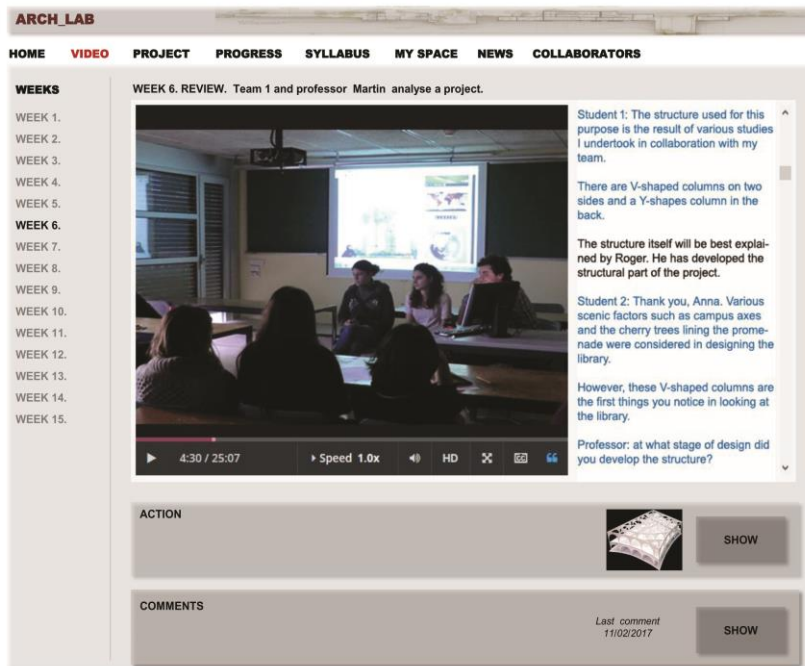 ARCH_LAB
HOME VIDEO PROJECT PROGRESS SYLLABUS MY SPACE NEWS COLLABORATORS
WEEKS
WEEK 1.
WEEK 2.
WEEK 3.
WEEK 4.
WEEK 5.
WEEK 6.
WEEK 7.
WEEK 8.
WEEK 9.
WEEK 10.
WEEK 11.
WEEK 12.
WEEK 13.
WEEK 14.
WEEK 15.
WEEK 6. REVIEW. Team 1 and professor Martin analyse a project.
4:30 / 25:07 Speed 1.0x HD CC
Student 1: The structure used for this
purpose is the result of various studies
I undertook in collaboration with my
team.
There are V-shaped columns on two
sides and a Y-shapes column in the
back.
The structure itself will be best explai-
ned by Roger. He has developed the
structural part of the project.
Student 2: Thank you, Anna. Various
scenic factors such as campus axes
and the cherry trees lining the prome-
nade were considered in designing the
library.
However, these V-shaped columns are
the first things you notice in looking at
the library.
Professor: at what stage of design did
you develop the structure?
ACTION
SHOW
COMMENTS
Last comment
11/02/2017
SHOW